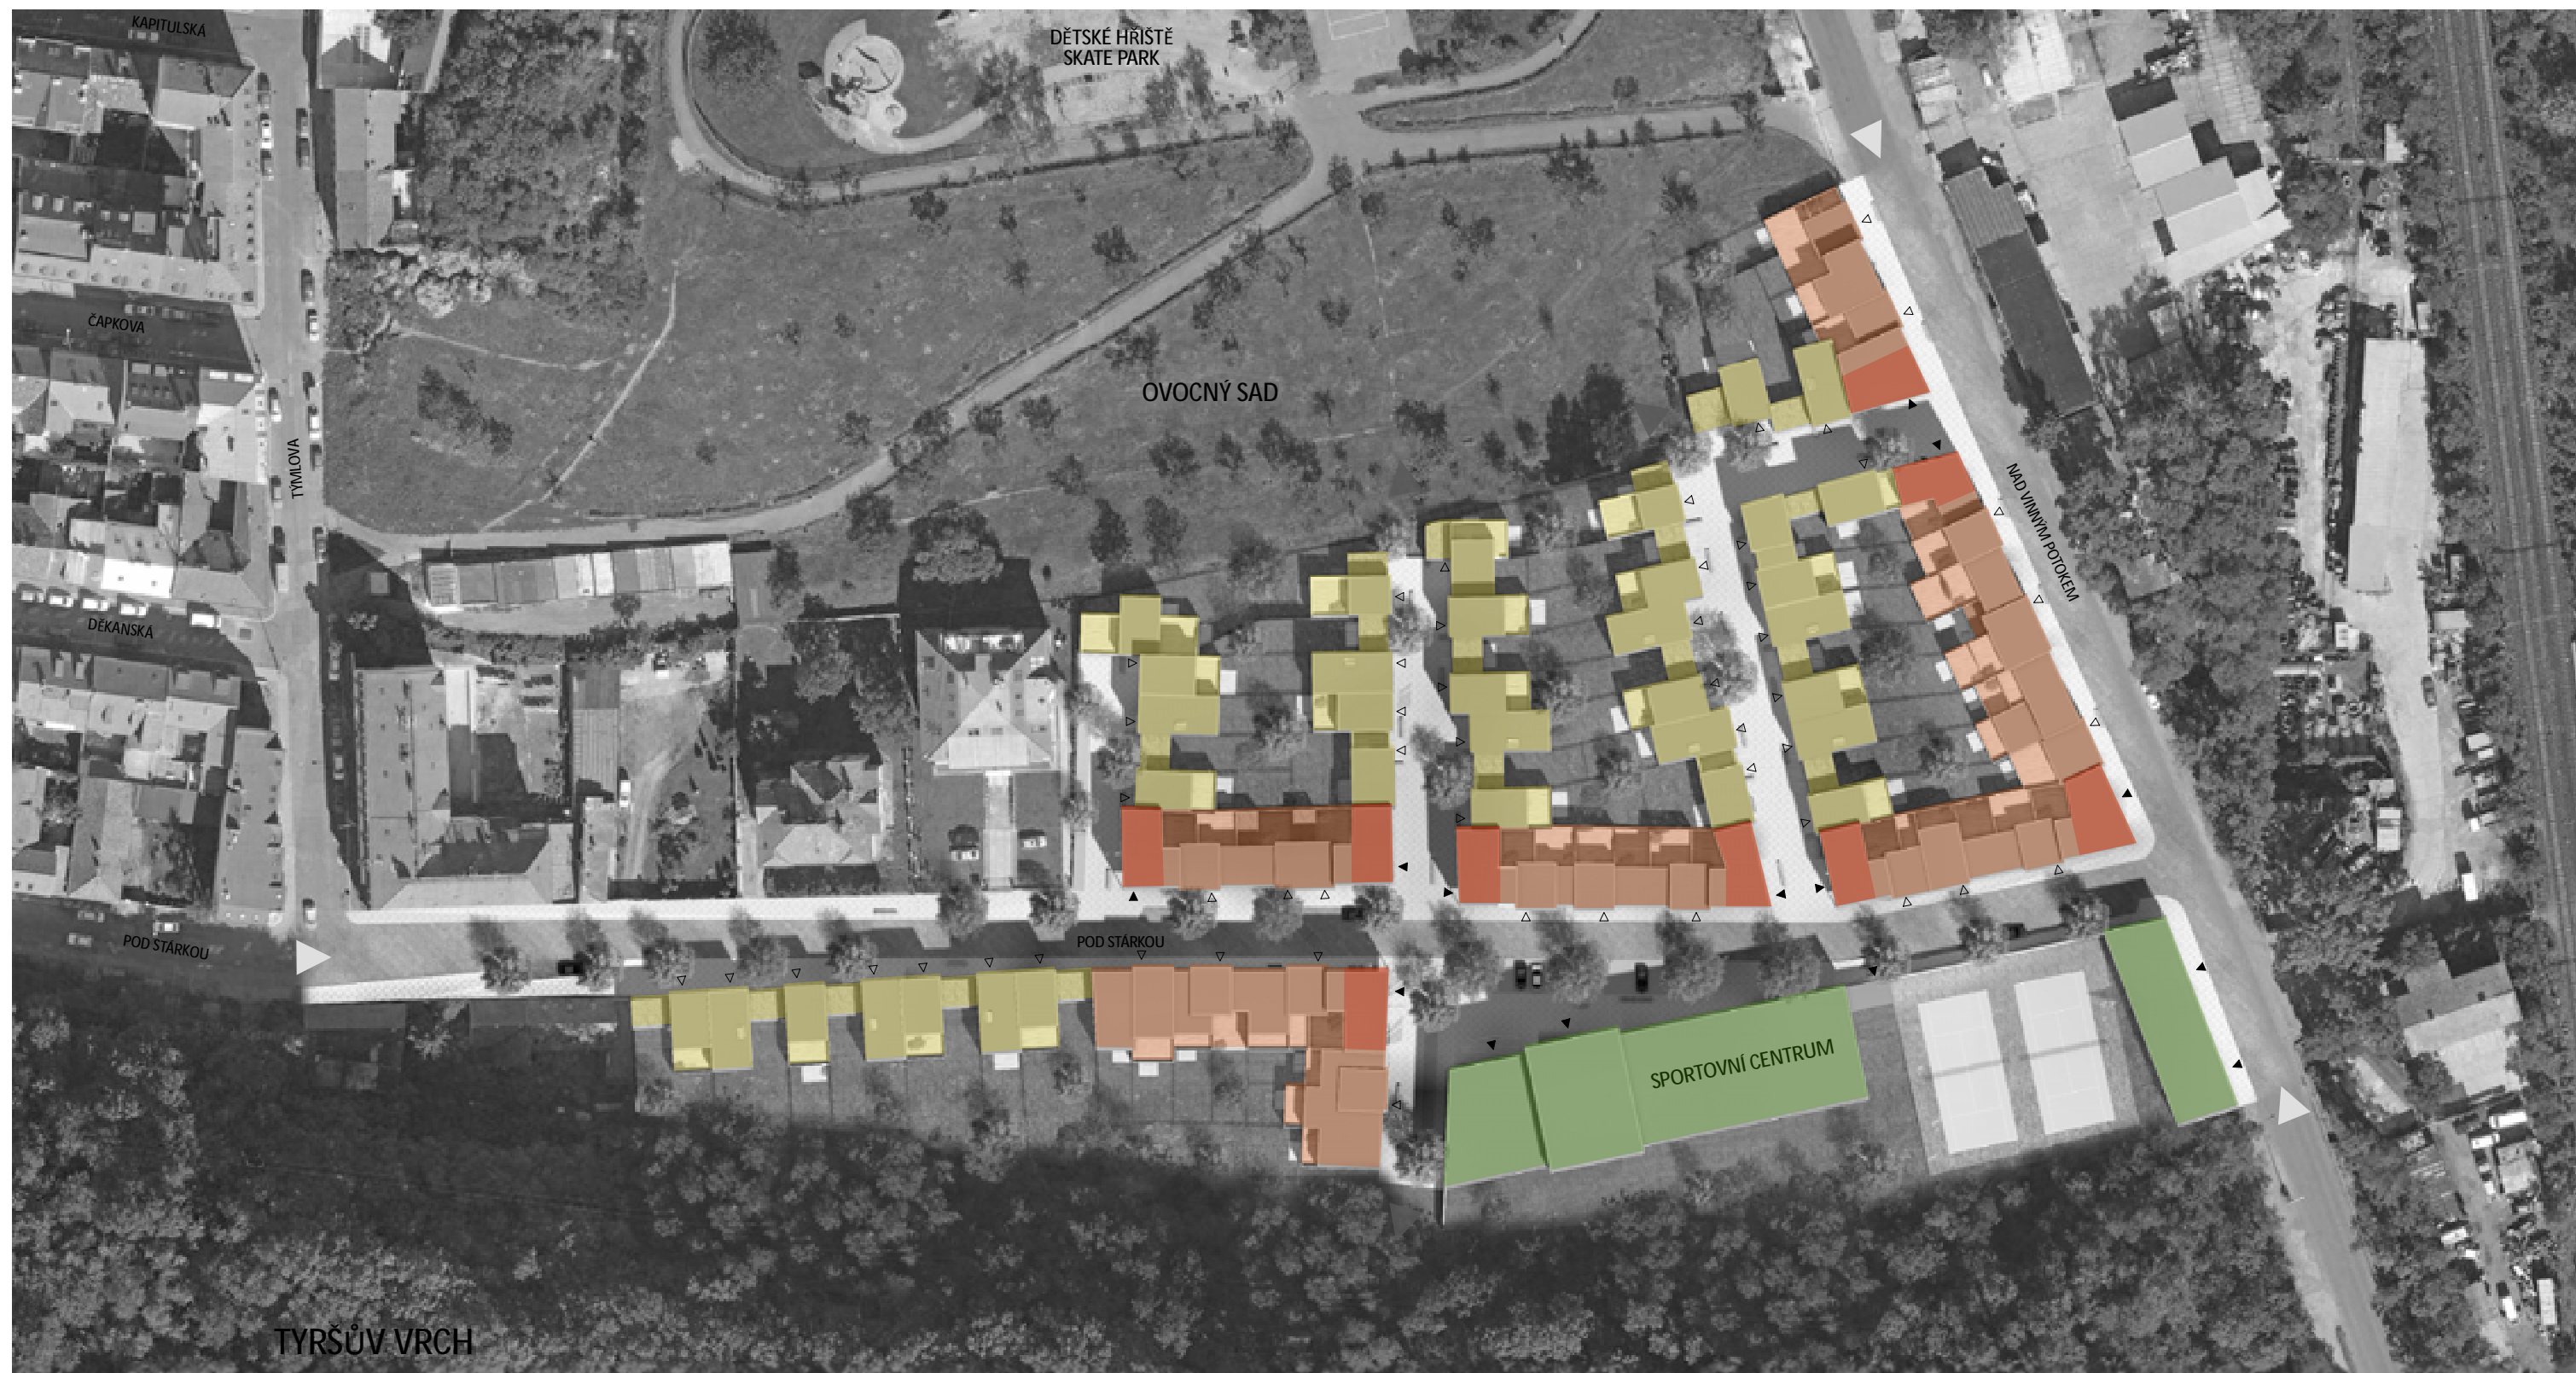 KAPITULSKÁ
DĚTSKÉ HŘIŠTĚ
SKATE PARK
ČAPKOVA
OVOCNÝ SAD
TÝMLOVA
NAD VINNÝM POTOKEM
DĚKANSKÁ
POD STÁRKOU
POD STÁRKOU
SPORTOVNÍ CENTRUM
TYRŠŮV VRCH